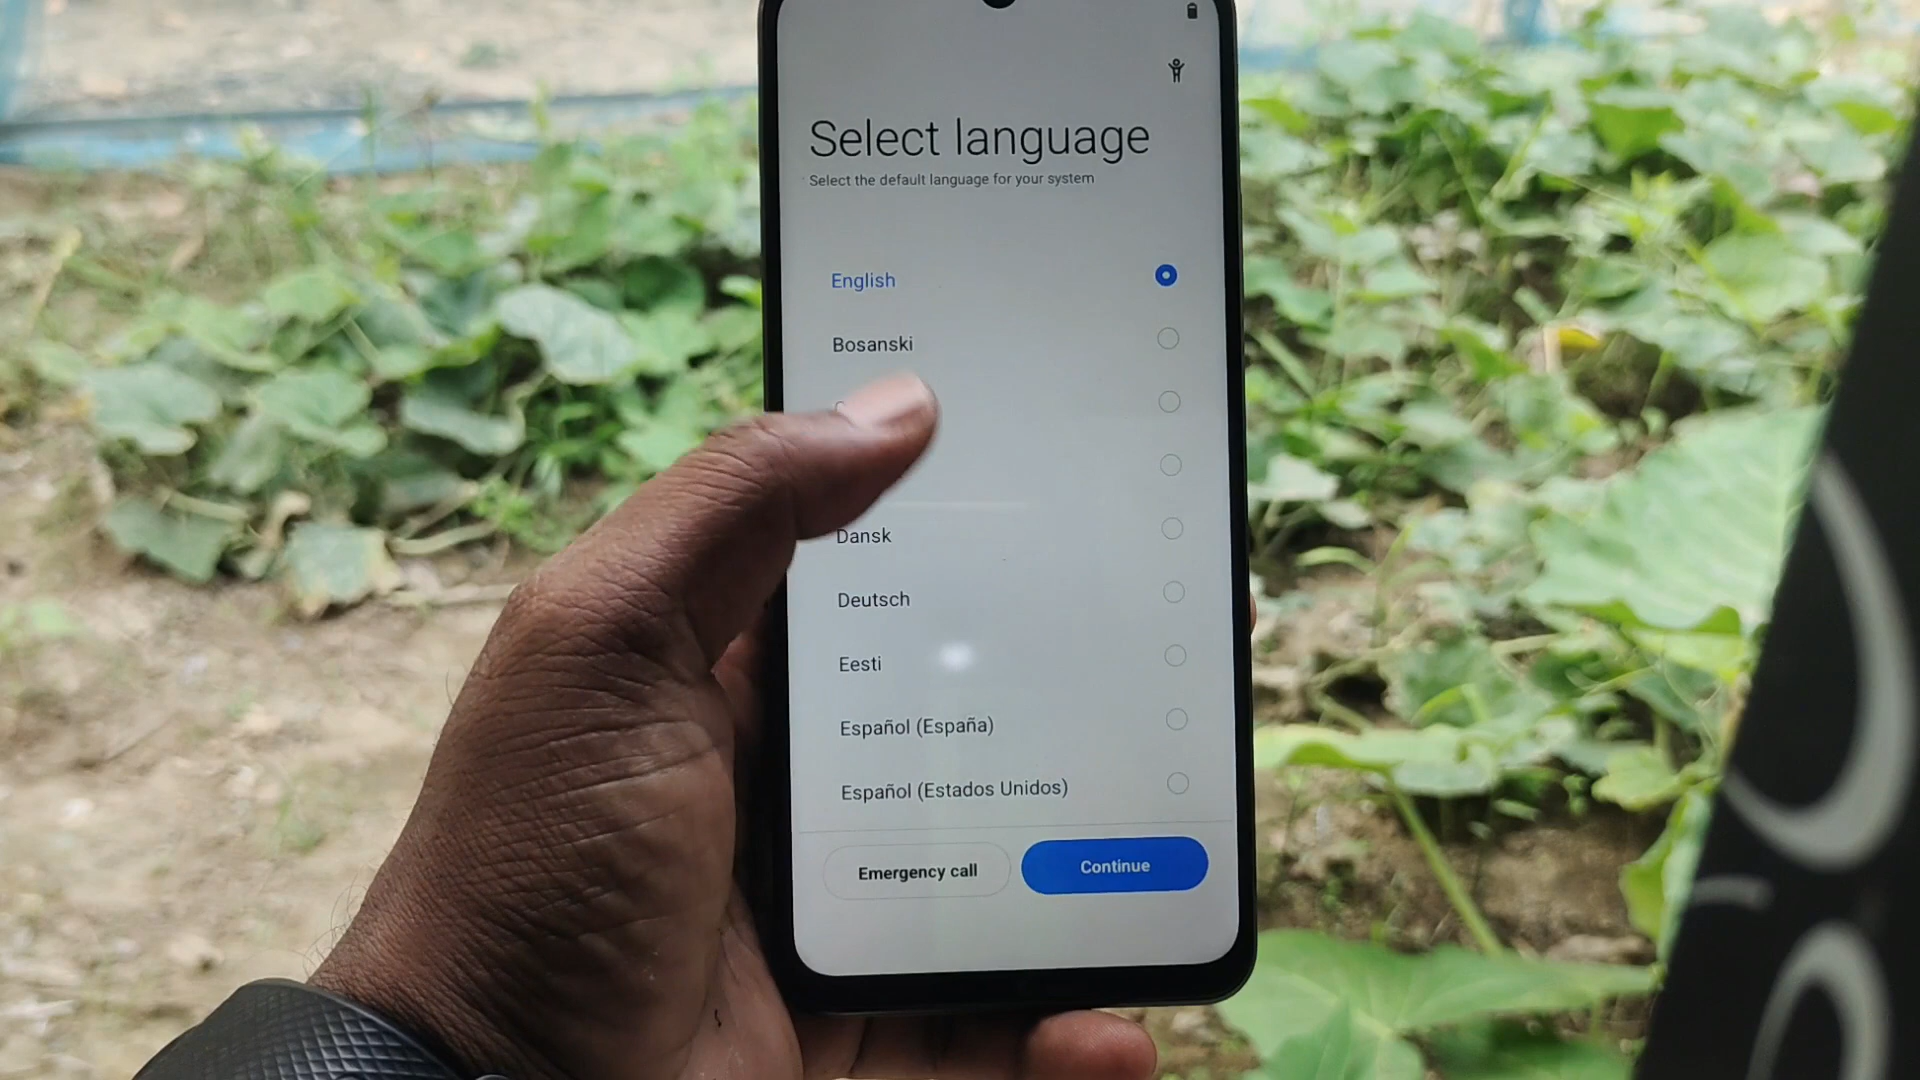 Select language
Select the default language for your system
English
Bosanski
Dansk
Deutsch
Eesti
Español (España)
Español (Estados Unidos)
Emergency call
Continue